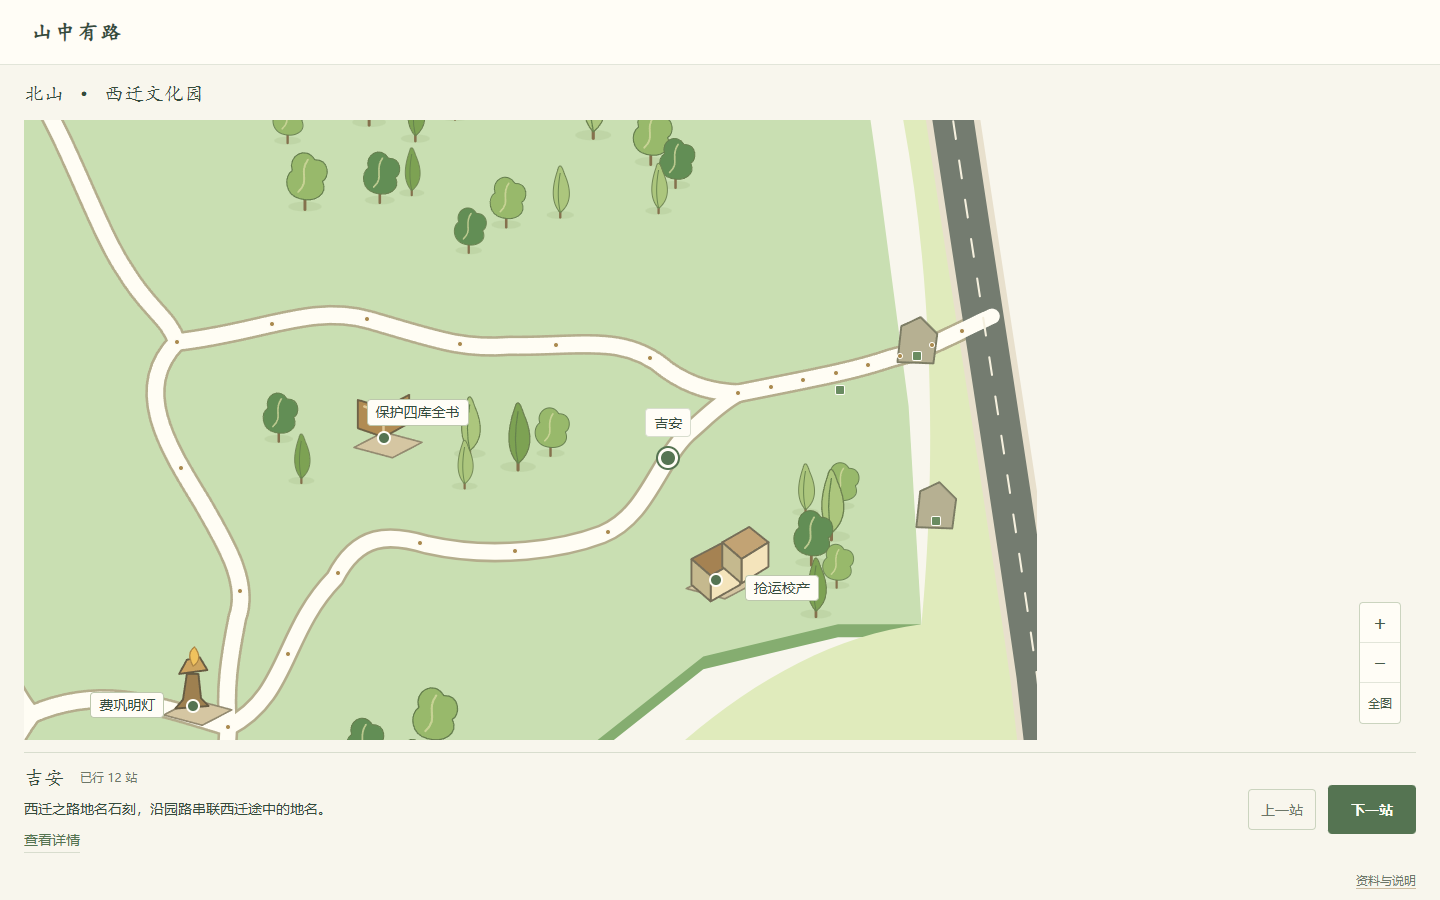 山中有路
北山 • 西迁文化园
保护四库全书
吉安
抢运校产
费巩明灯
+
−
全图
吉安 已行 12 站
西迁之路地名石刻，沿园路串联西迁途中的地名。
查看详情
上一站
下一站
资料与说明